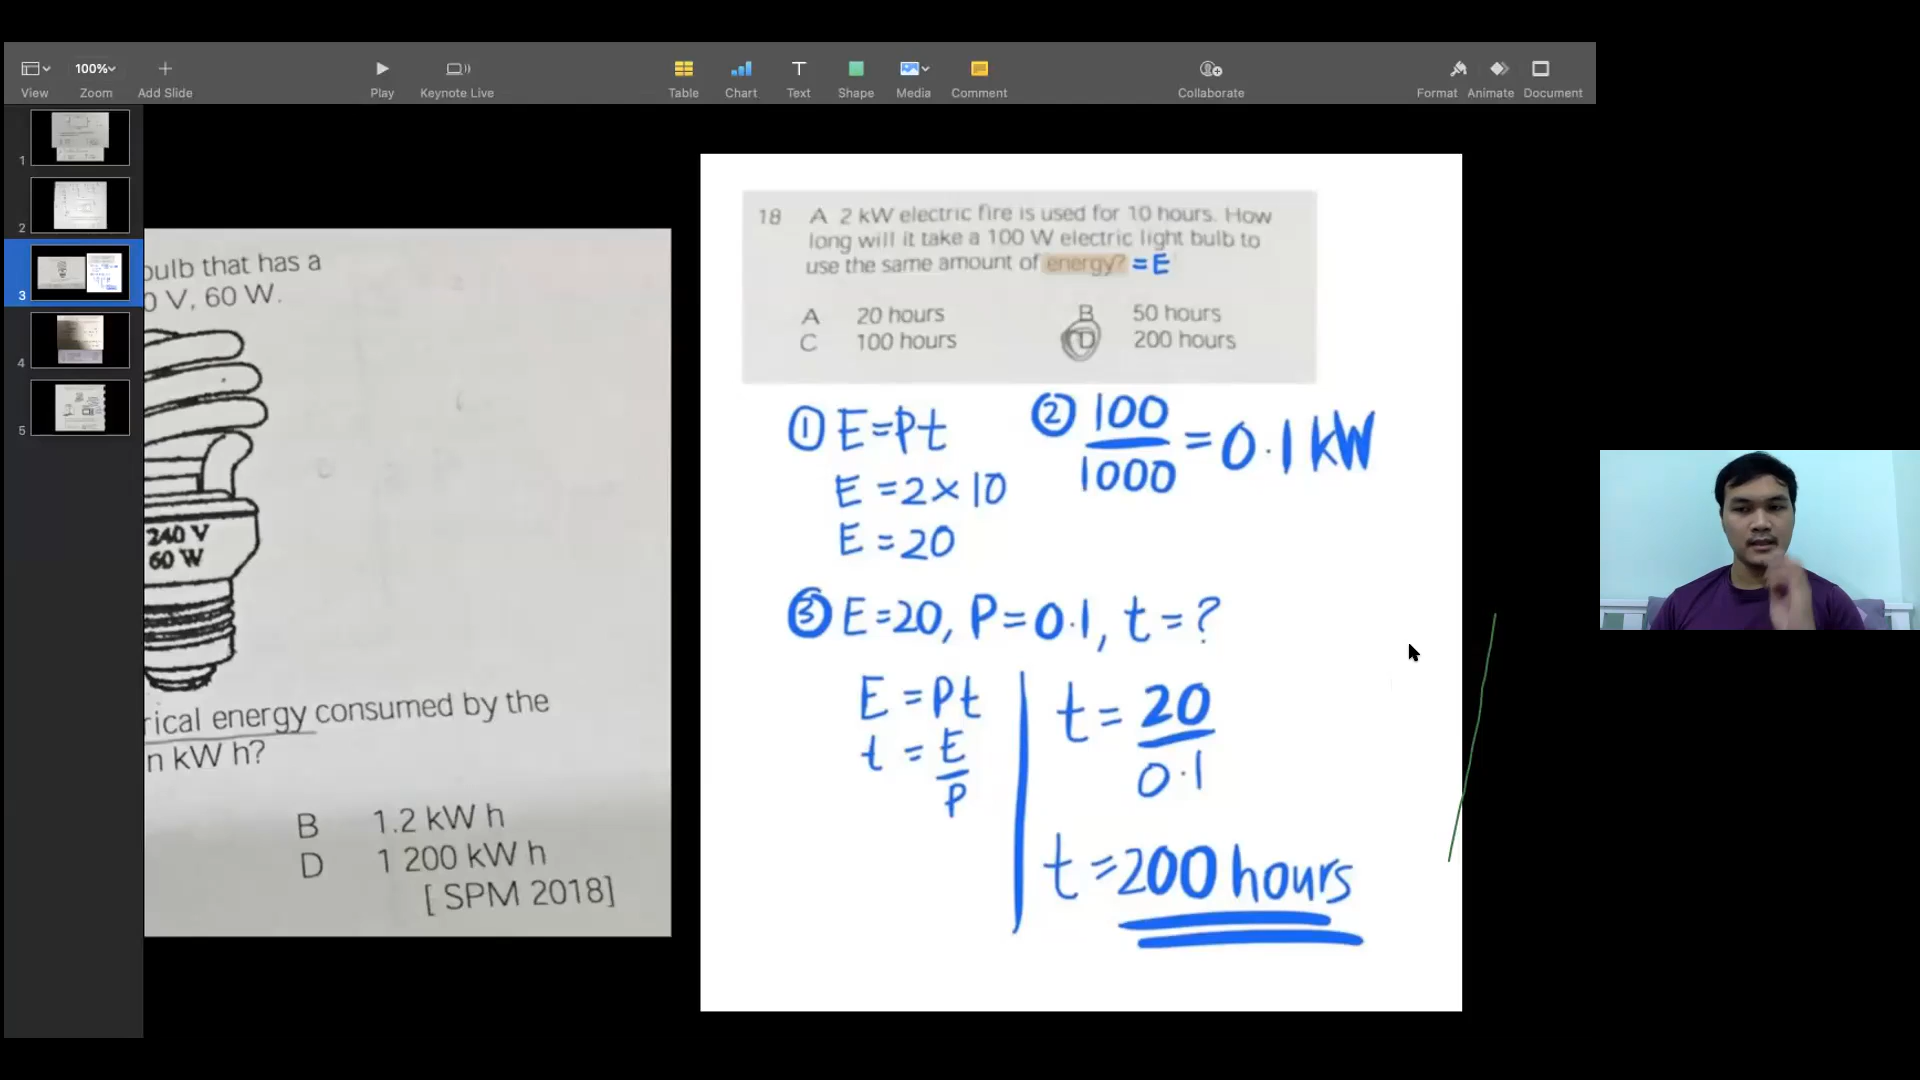 View
100%
Zoom
Add Slide
Play
Keynote Live
Table
Chart
Text
Shape
Media
Comment
Collaborate
Format
Animate
Document
1
2
3
4
5
bulb that has a
0 V, 60 W.
240 V
60 W
rical energy consumed by the
n kW h?
B 1.2 kW h
D 1 200 kW h
[ SPM 2018]
18 A 2 kW electric fire is used for 10 hours. How
long will it take a 100 W electric light bulb to
use the same amount of energy? = E
A 20 hours B 50 hours
C 100 hours D 200 hours
① E=Pt
E =2×10
E =20
② 100/1000 = 0.1 kW
③ E=20, P=0.1, t=?
E =Pt
t = E/P
t = 20/0.1
t =200 hours